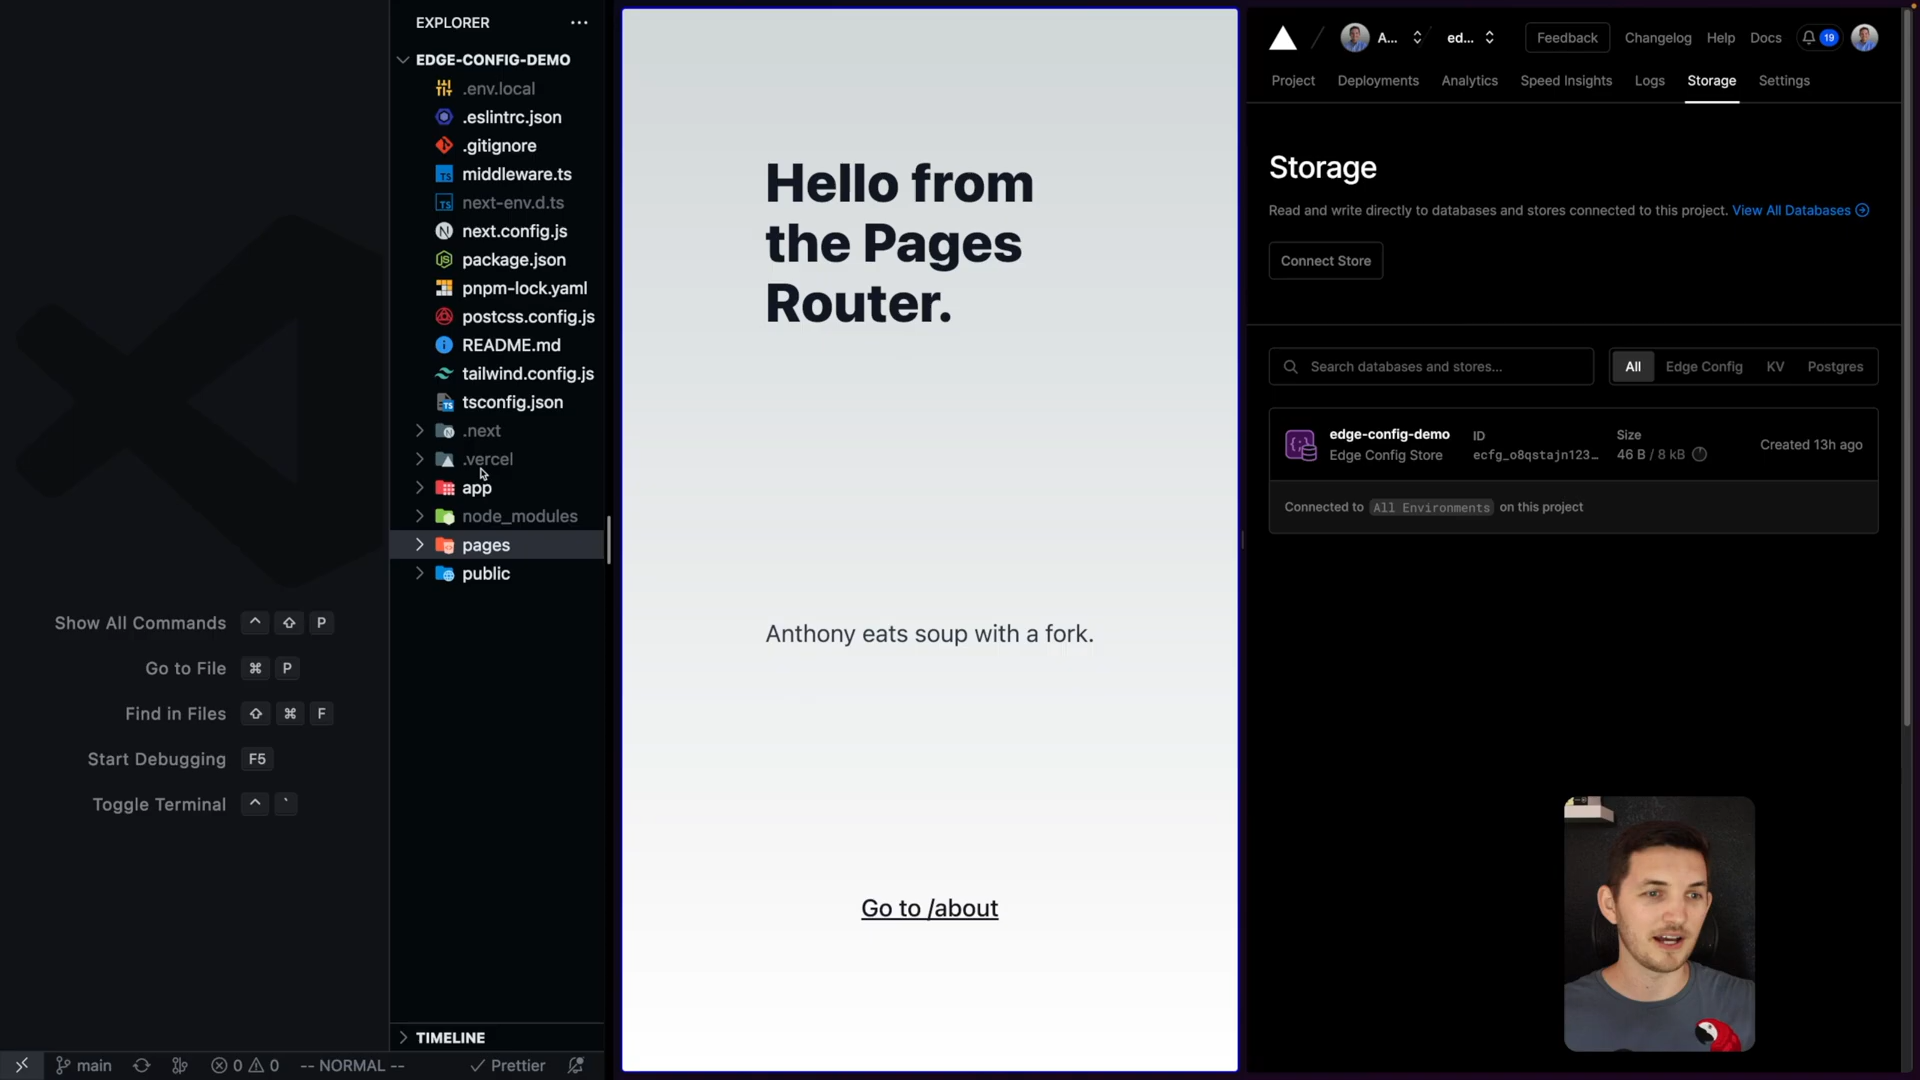 Show All Commands ^ ⇧ P
Go to File ⌘ P
Find in Files ⇧ ⌘ F
Start Debugging F5
Toggle Terminal ^ `
EXPLORER ...
EDGE-CONFIG-DEMO
.env.local
.eslintrc.json
.gitignore
middleware.ts
next-env.d.ts
next.config.js
package.json
pnpm-lock.yaml
postcss.config.js
README.md
tailwind.config.js
tsconfig.json
.next
.vercel
app
node_modules
pages
public
TIMELINE
main 0 0 -- NORMAL -- Prettier
Hello from
the Pages
Router.
Anthony eats soup with a fork.
Go to /about
A... ed... Feedback Changelog Help Docs 19
Project Deployments Analytics Speed Insights Logs Storage Settings
Storage
Read and write directly to databases and stores connected to this project. View All Databases
Connect Store
Search databases and stores... All Edge Config KV Postgres
edge-config-demo ID Size
Edge Config Store ecfg_o8qstajn123... 46 B / 8 kB Created 13h ago
Connected to All Environments on this project